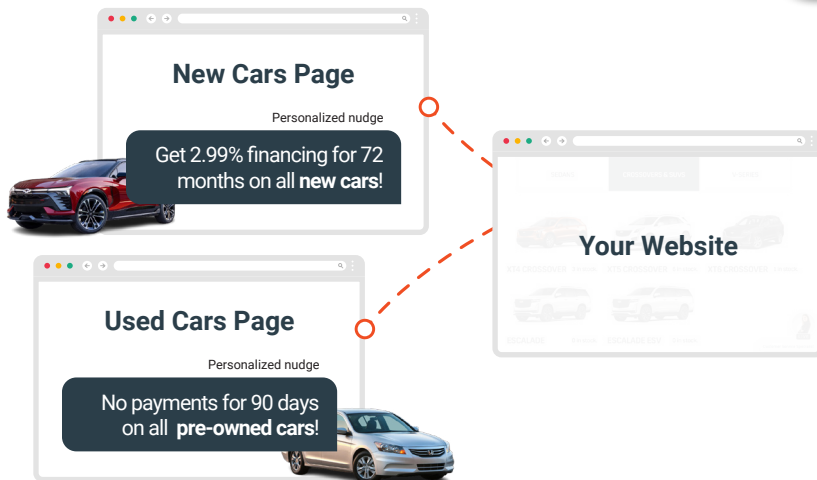 New Cars Page
Personalized nudge
Get 2.99% financing for 72
months on all new cars!
Your Website
Used Cars Page
Personalized nudge
No payments for 90 days
on all pre-owned cars!